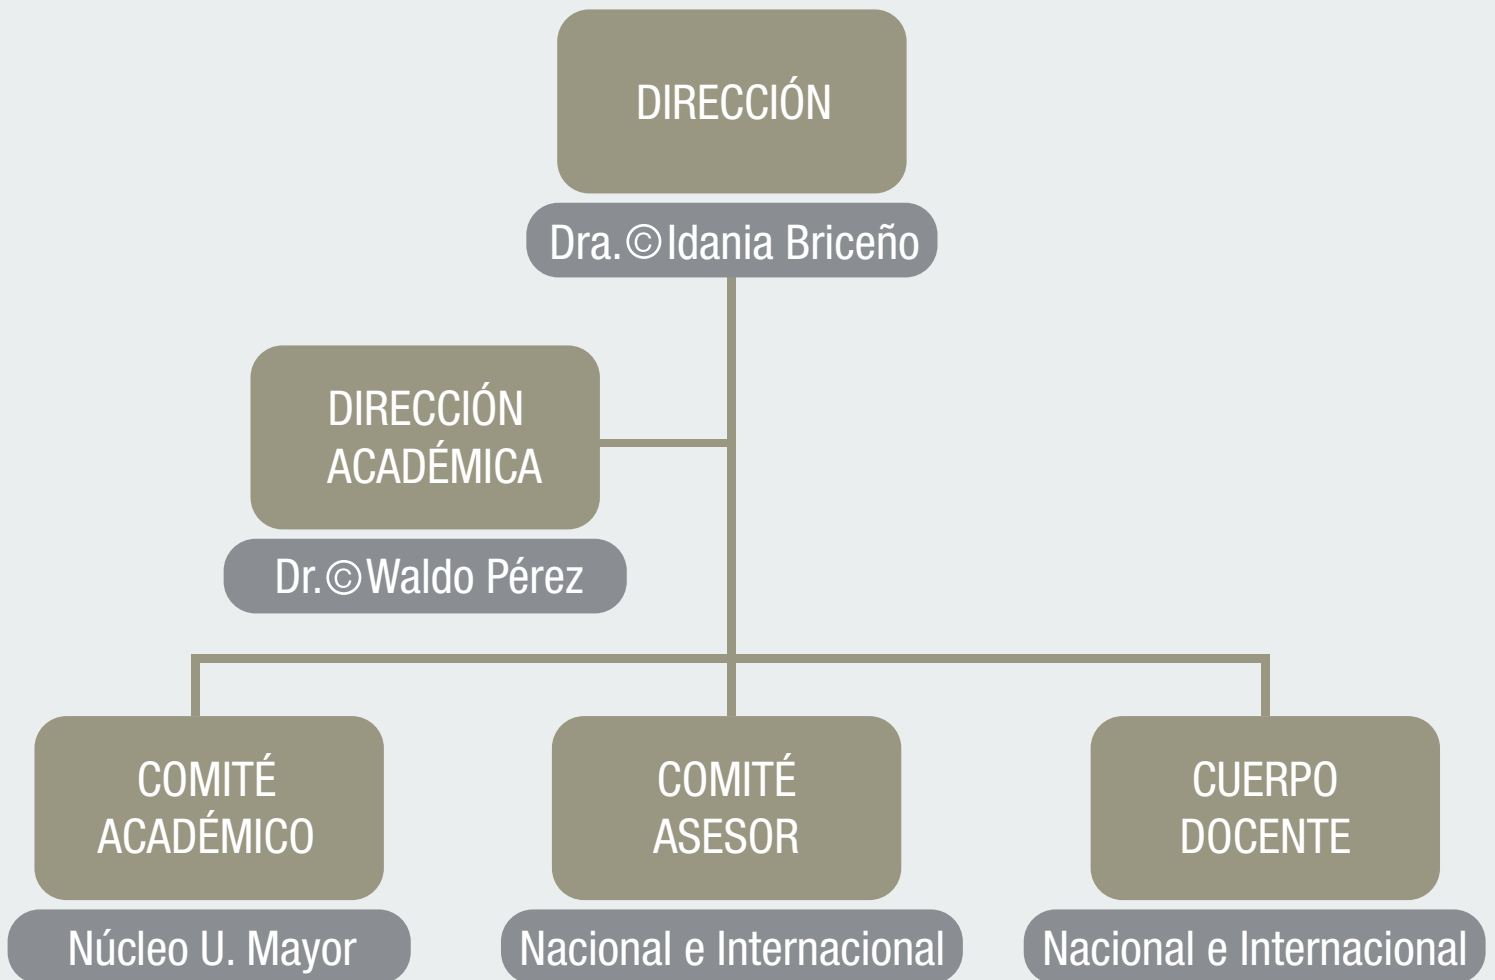 DIRECCIÓN
Dra.© Idania Briceño
DIRECCIÓN
ACADÉMICA
Dr.© Waldo Pérez
COMITÉ
ACADÉMICO
Núcleo U. Mayor
COMITÉ
ASESOR
Nacional e Internacional
CUERPO
DOCENTE
Nacional e Internacional